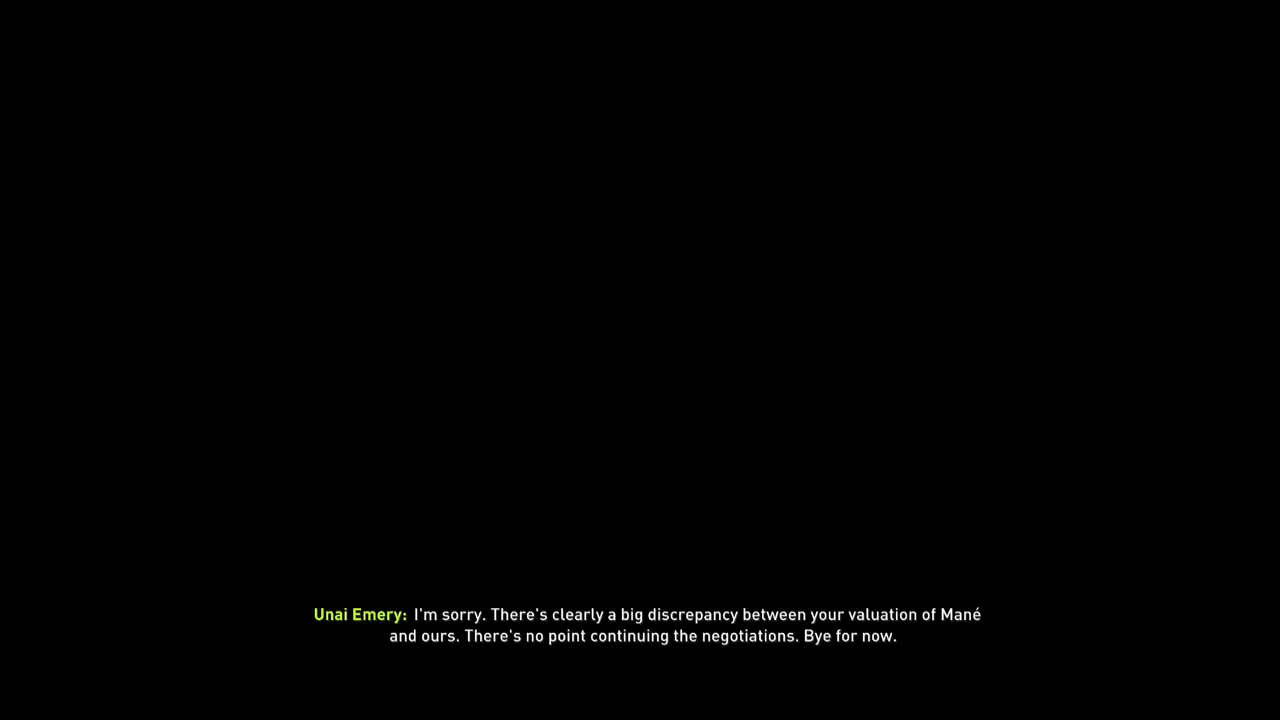 Unai Emery: I'm sorry. There's clearly a big discrepancy between your valuation of Mané
and ours. There's no point continuing the negotiations. Bye for now.